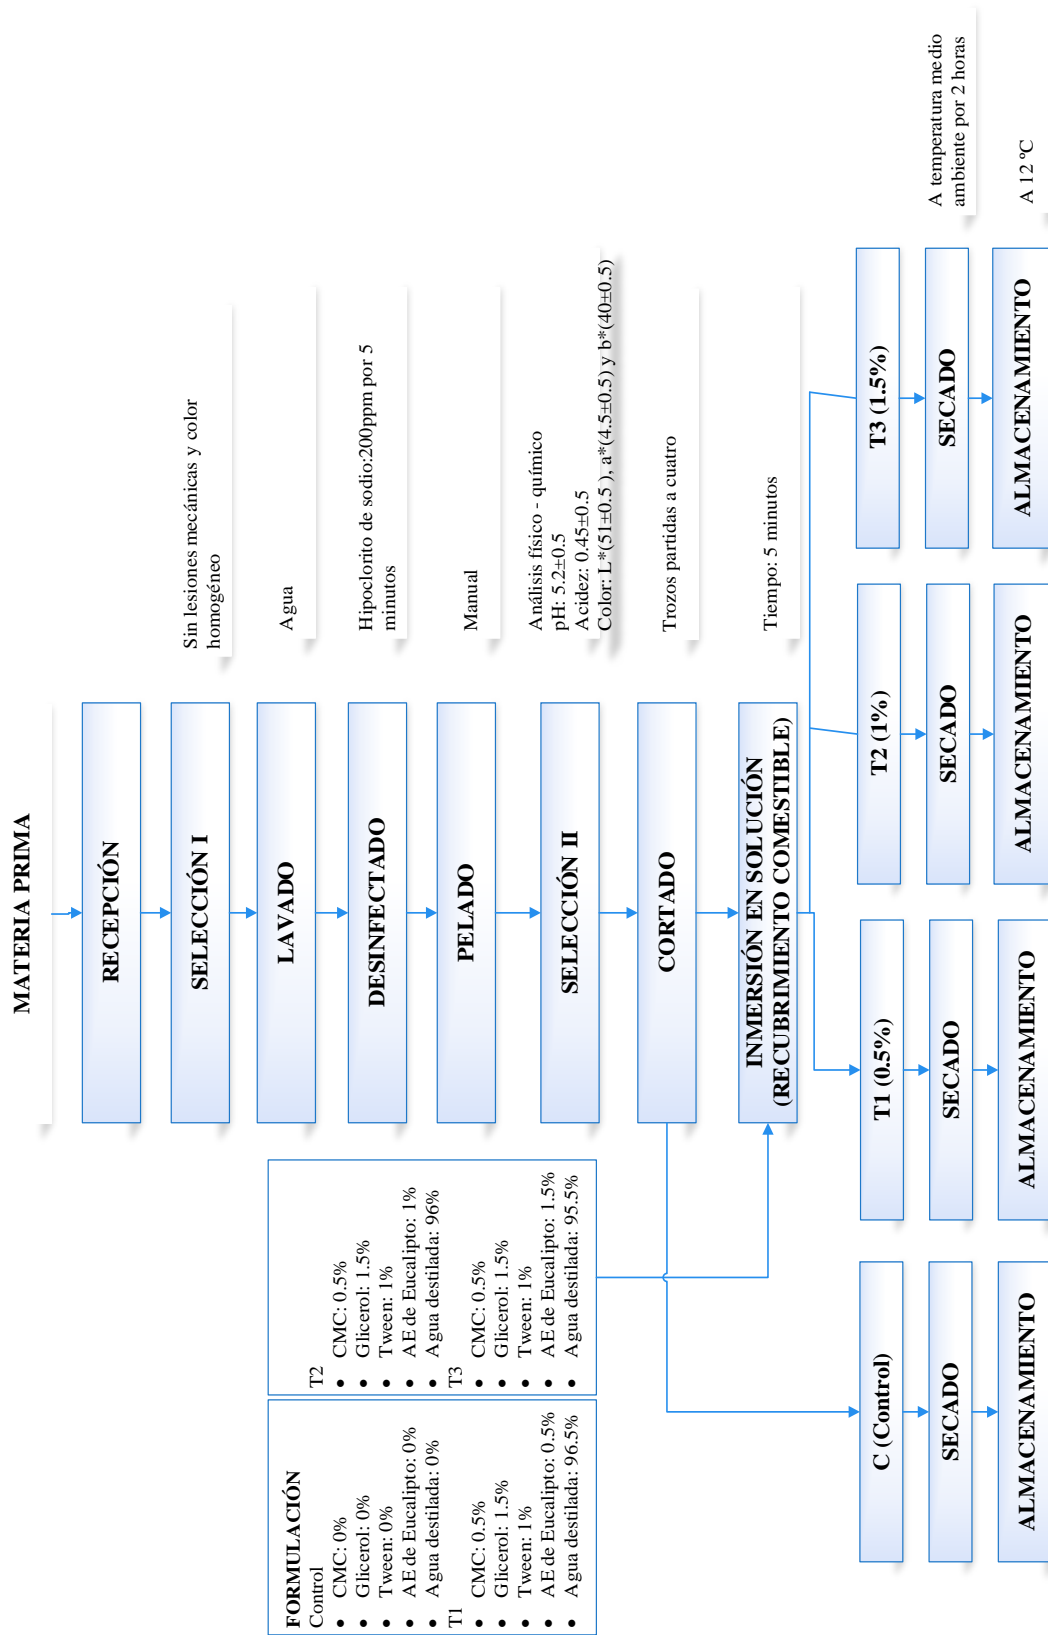 MATERIA PRIMA
RECEPCIÓN
SELECCIÓN I
Sin lesiones mecánicas y color
homogéneo
LAVADO
Agua
DESINFECTADO
Hipoclorito de sodio:200ppm por 5
minutos
PELADO
Manual
SELECCIÓN II
Análisis físico - químico
pH: 5.2±0.5
Acidez: 0.45±0.5
Color: L*(51±0.5 ), a*(4.5±0.5) y b*(40±0.5)
CORTADO
Trozos partidas a cuatro
INMERSIÓN EN SOLUCIÓN
(RECUBRIMIENTO COMESTIBLE)
Tiempo: 5 minutos
FORMULACIÓN
Control
• CMC: 0%
• Glicerol: 0%
• Tween: 0%
• AE de Eucalipto: 0%
• Agua destilada: 0%
T1
• CMC: 0.5%
• Glicerol: 1.5%
• Tween: 1%
• AE de Eucalipto: 0.5%
• Agua destilada: 96.5%
T2
• CMC: 0.5%
• Glicerol: 1.5%
• Tween: 1%
• AE de Eucalipto: 1%
• Agua destilada: 96%
T3
• CMC: 0.5%
• Glicerol: 1.5%
• Tween: 1%
• AE de Eucalipto: 1.5%
• Agua destilada: 95.5%
C (Control)
T1 (0.5%)
T2 (1%)
T3 (1.5%)
SECADO
SECADO
SECADO
SECADO
A temperatura medio
ambiente por 2 horas
ALMACENAMIENTO
ALMACENAMIENTO
ALMACENAMIENTO
ALMACENAMIENTO
A 12 ºC